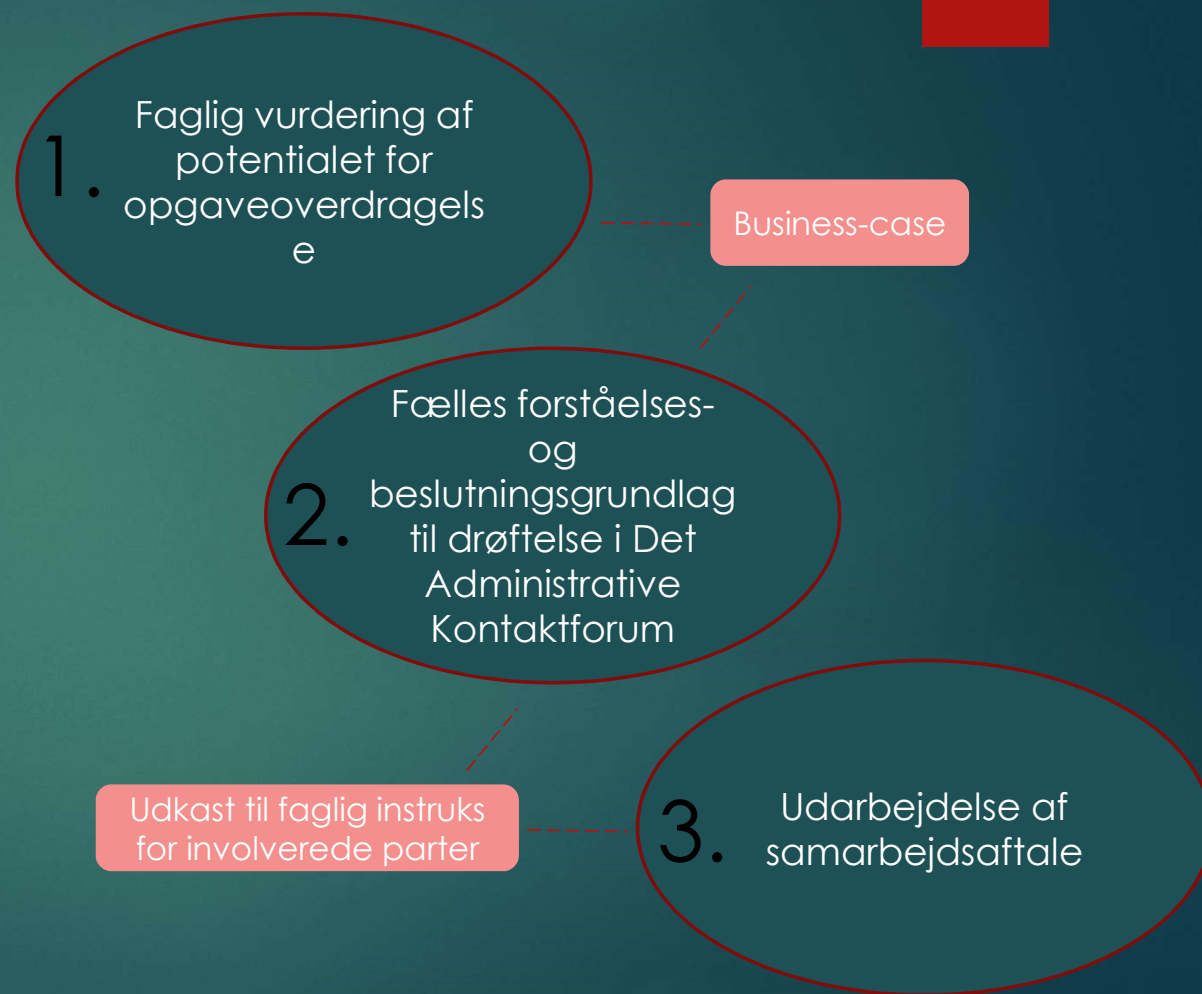 1.
Faglig vurdering af
potentialet for
opgaveoverdragels
e
Business-case
2.
Fælles forståelses-
og
beslutningsgrundlag
til drøftelse i Det
Administrative
Kontaktforum
Udkast til faglig instruks
for involverede parter
3.
Udarbejdelse af
samarbejdsaftale